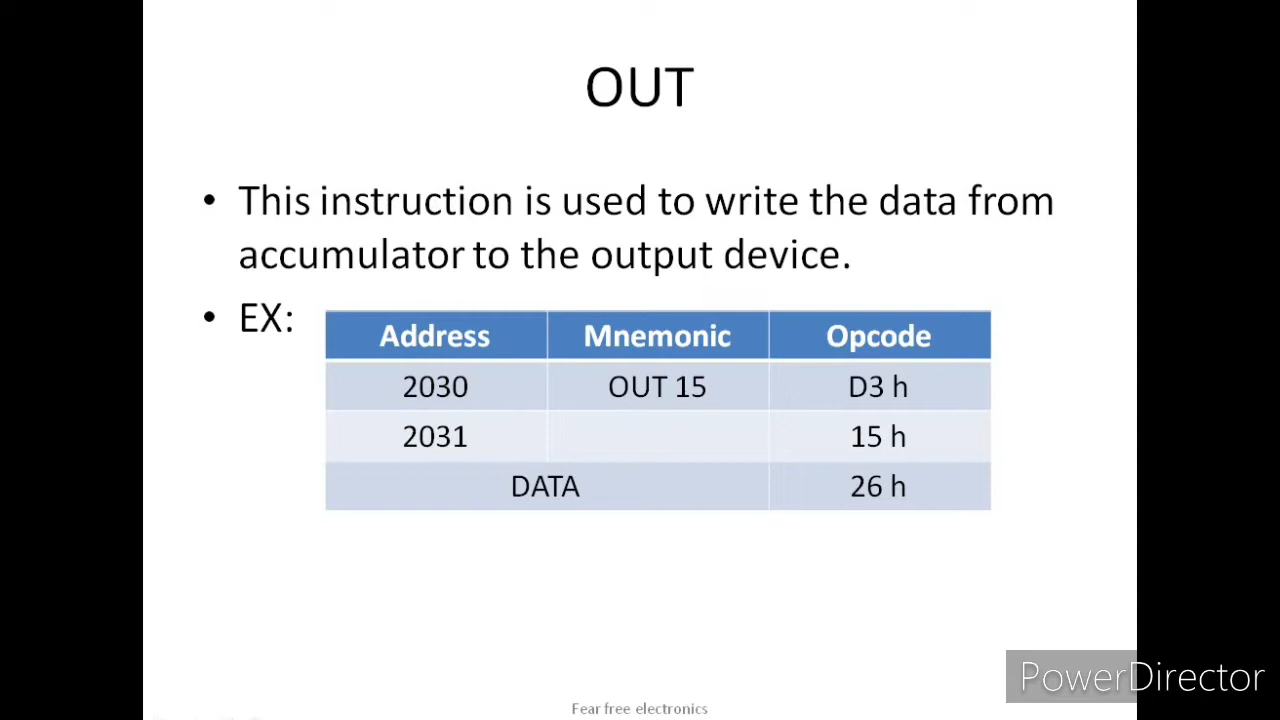 OUT
• This instruction is used to write the data from
accumulator to the output device.
• EX:
Address Mnemonic Opcode
2030 OUT 15 D3 h
2031 15 h
DATA 26 h
PowerDirector
Fear free electronics